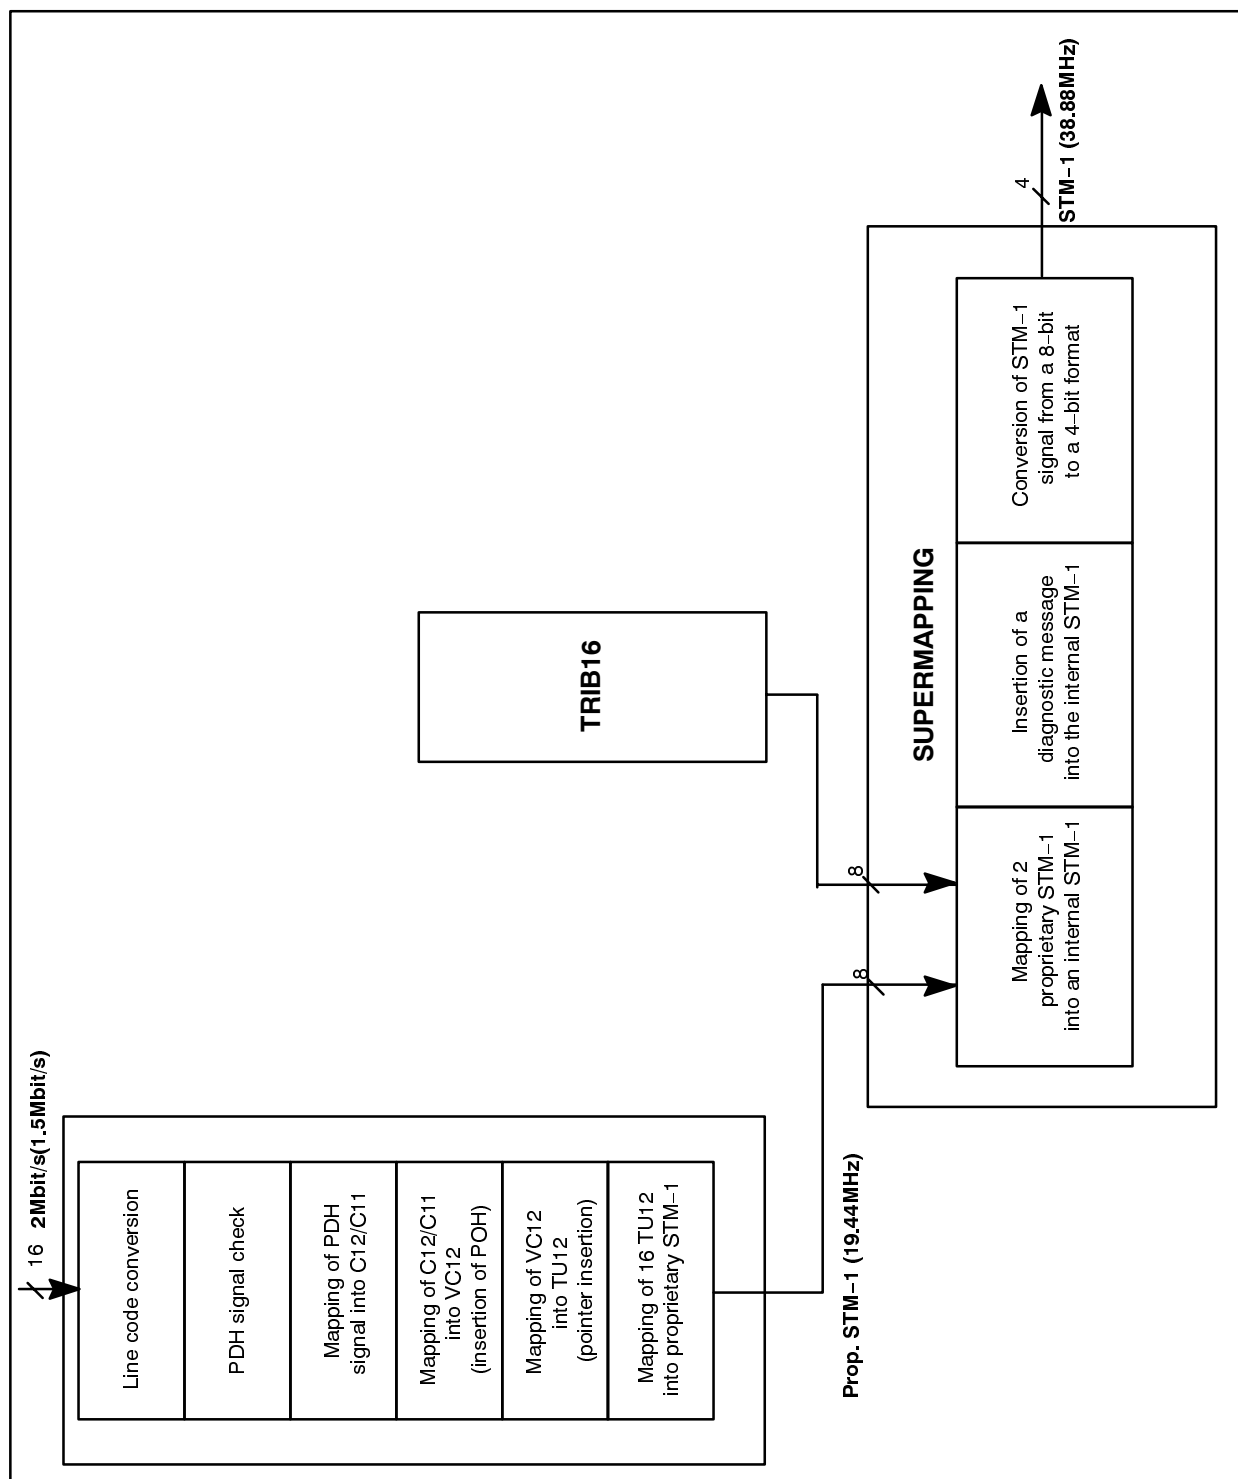 16
2Mbit/s(1.5Mbit/s)
Line code conversion
PDH signal check
Mapping of PDH
signal into C12/C11
Mapping of C12/C11
into VC12
(insertion of POH)
Mapping of VC12
into TU12
(pointer insertion)
Mapping of 16 TU12
into proprietary STM−1
Prop. STM−1 (19.44MHz)
TRIB16
8
8
SUPERMAPPING
Mapping of 2
proprietary STM−1
into an internal STM−1
Insertion of a
diagnostic message
into the internal STM−1
Conversion of STM−1
signal from a 8−bit
to a 4−bit format
4
STM−1 (38.88MHz)